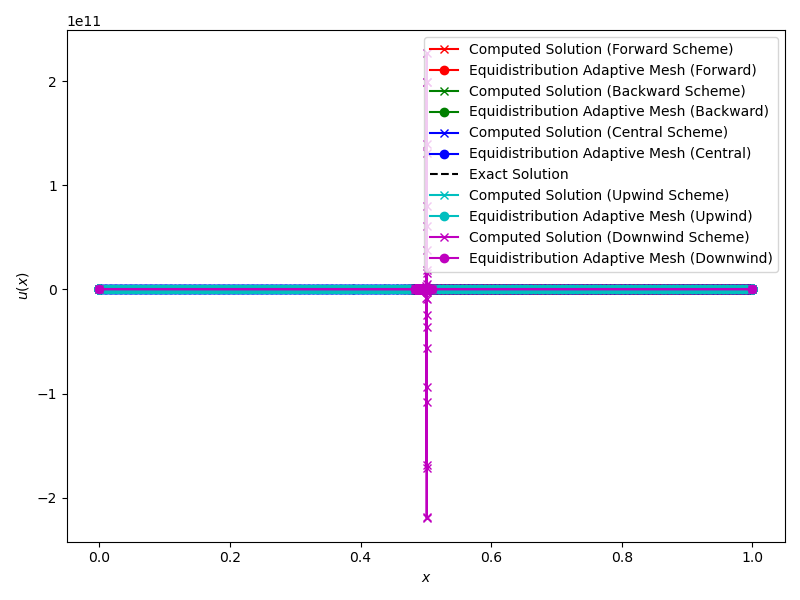 1e11
2
1
0
−1
−2
u(x)
0.0
0.2
0.4
0.6
0.8
1.0
x
Computed Solution (Forward Scheme)
Equidistribution Adaptive Mesh (Forward)
Computed Solution (Backward Scheme)
Equidistribution Adaptive Mesh (Backward)
Computed Solution (Central Scheme)
Equidistribution Adaptive Mesh (Central)
Exact Solution
Computed Solution (Upwind Scheme)
Equidistribution Adaptive Mesh (Upwind)
Computed Solution (Downwind Scheme)
Equidistribution Adaptive Mesh (Downwind)